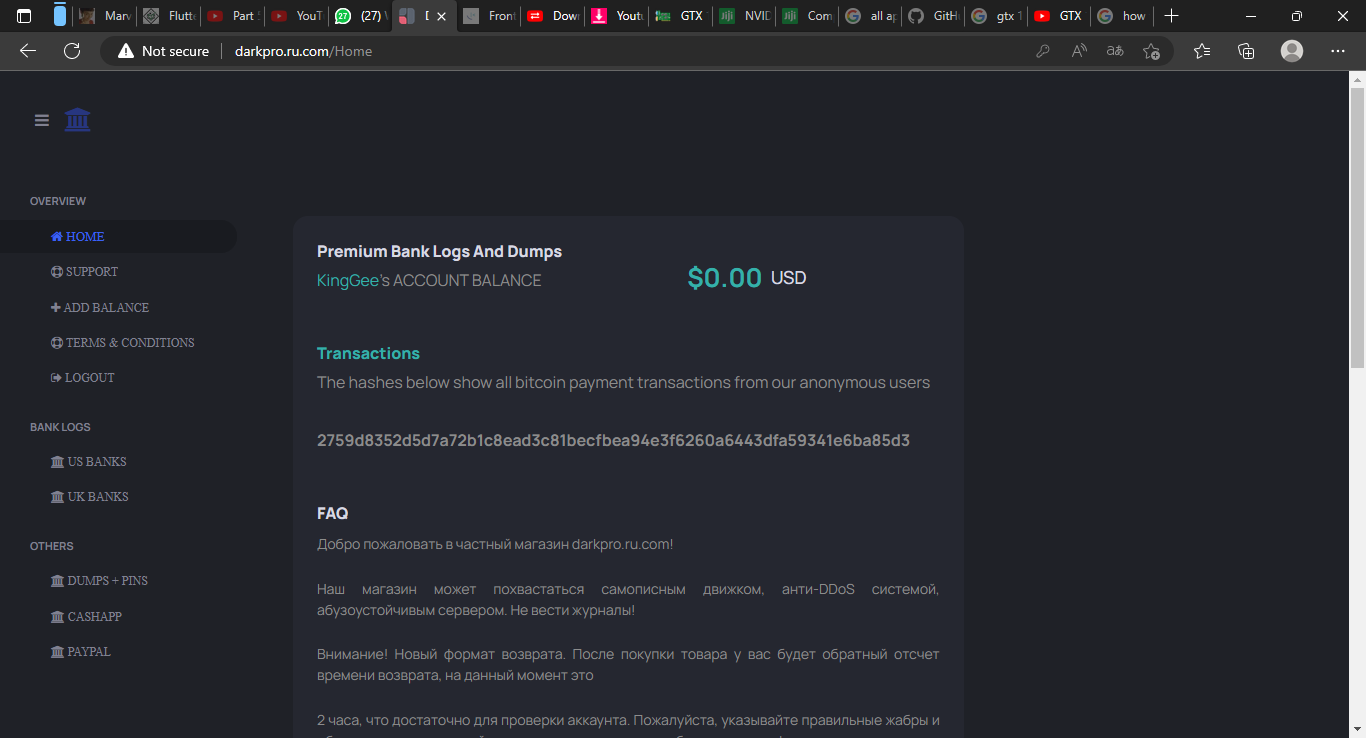 Marv
Flutt
Part
YouT
27
(27)
Front
Dow
Yout
GTX
Jiji
NVID
Jiji
Com
all ap
GitH
gtx 1
GTX
how
Not secure
darkpro.ru.com/Home
OVERVIEW
HOME
SUPPORT
ADD BALANCE
TERMS & CONDITIONS
LOGOUT
BANK LOGS
US BANKS
UK BANKS
OTHERS
DUMPS + PINS
CASHAPP
PAYPAL
Premium Bank Logs And Dumps
KingGee's ACCOUNT BALANCE
$0.00 USD
Transactions
The hashes below show all bitcoin payment transactions from our anonymous users
2759d8352d5d7a72b1c8ead3c81becfbea94e3f6260a6443dfa59341e6ba85d3
FAQ
Добро пожаловать в частный магазин darkpro.ru.com!
Наш магазин может похвастаться самописным движком, анти-DDoS системой,
абузоустойчивым сервером. Не вести журналы!
Внимание! Новый формат возврата. После покупки товара у вас будет обратный отсчет
времени возврата, на данный момент это
2 часа, что достаточно для проверки аккаунта. Пожалуйста, указывайте правильные жабры и